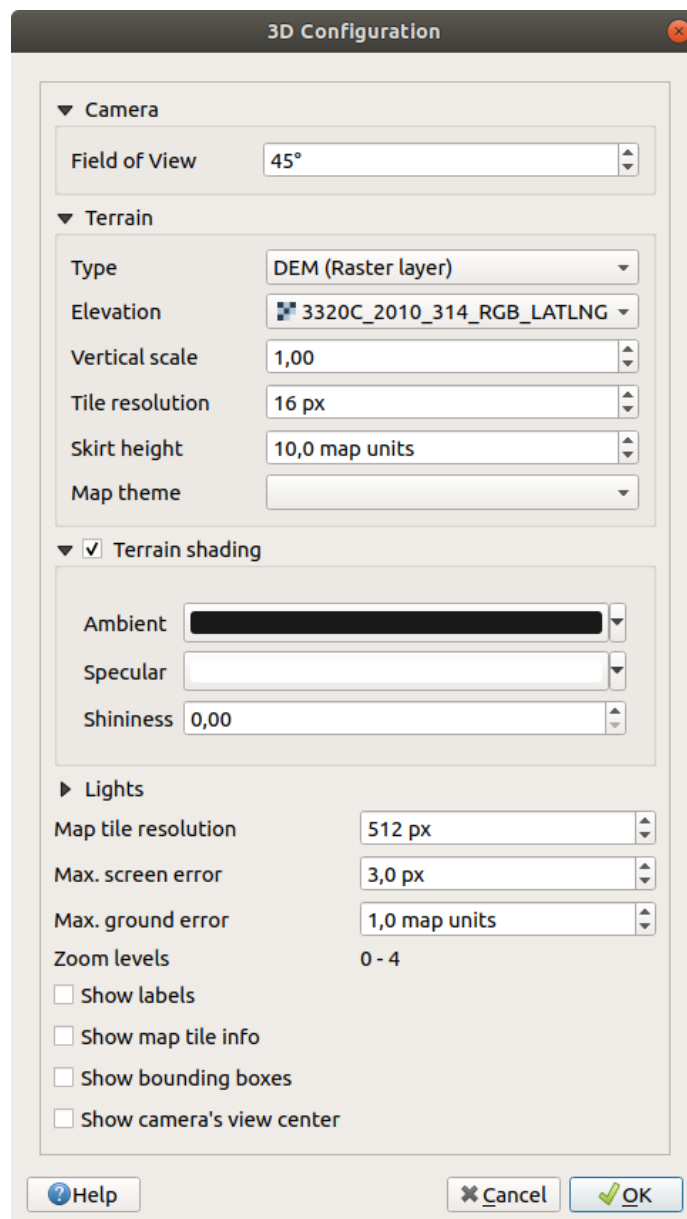 3D Configuration
Camera
Field of View 45°
Terrain
Type DEM (Raster layer)
Elevation 3320C_2010_314_RGB_LATLNG
Vertical scale 1,00
Tile resolution 16 px
Skirt height 10,0 map units
Map theme
Terrain shading
Ambient
Specular
Shininess 0,00
Lights
Map tile resolution 512 px
Max. screen error 3,0 px
Max. ground error 1,0 map units
Zoom levels 0 - 4
Show labels
Show map tile info
Show bounding boxes
Show camera's view center
Help Cancel OK